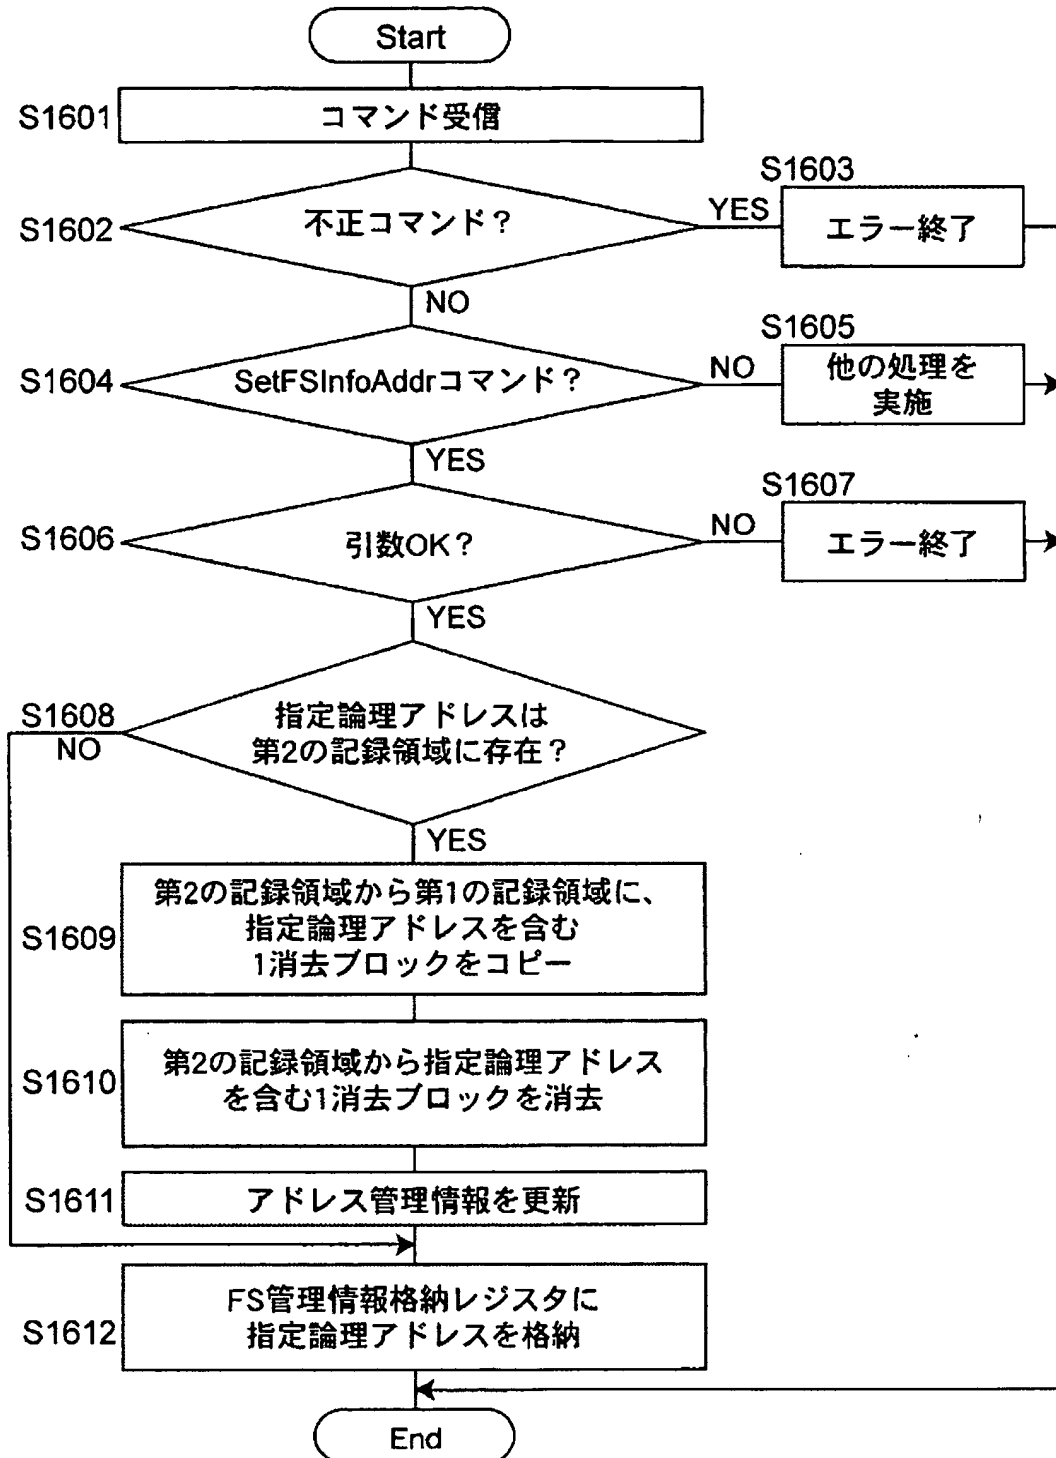 Start
S1601
コマンド受信
S1603
S1602
不正コマンド？
YES
エラー終了
NO
S1605
S1604
SetFSInfoAddrコマンド？
NO
他の処理を
実施
YES
S1607
S1606
引数OK？
NO
エラー終了
YES
S1608
NO
指定論理アドレスは
第2の記録領域に存在？
YES
S1609
第2の記録領域から第1の記録領域に、
指定論理アドレスを含む
1消去ブロックをコピー
S1610
第2の記録領域から指定論理アドレス
を含む1消去ブロックを消去
S1611
アドレス管理情報を更新
S1612
FS管理情報格納レジスタに
指定論理アドレスを格納
End